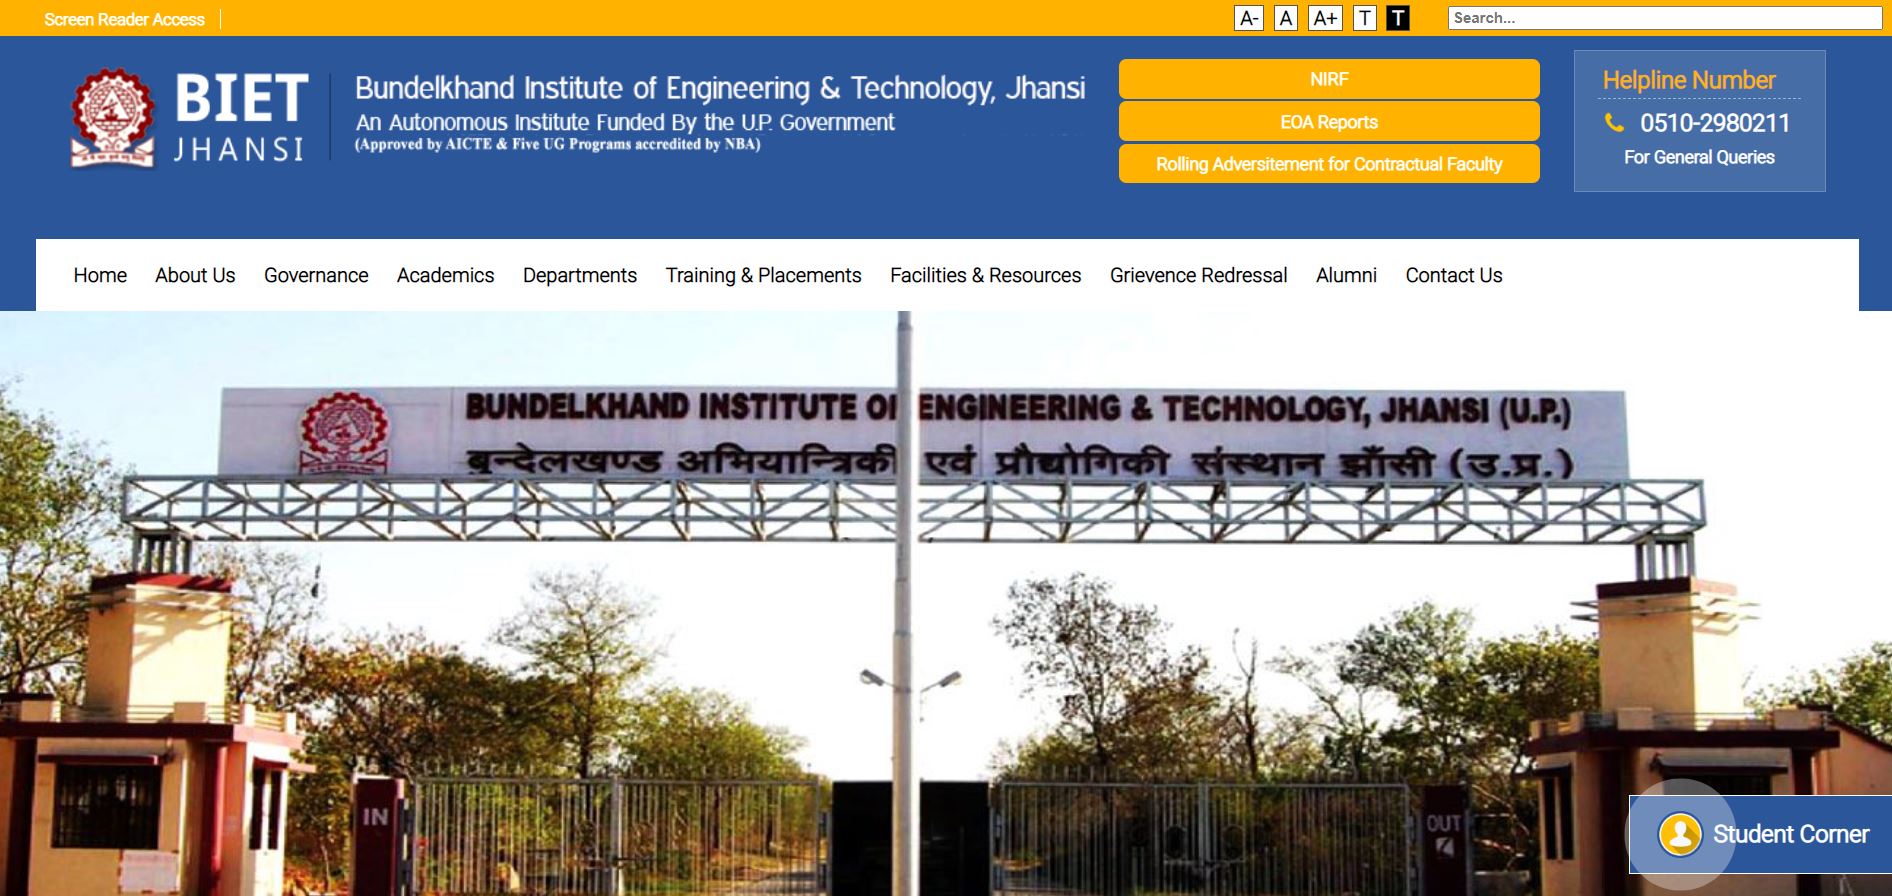 Screen Reader Access
A- A A+ T T Search...
BIET
JHANSI
Bundelkhand Institute of Engineering & Technology, Jhansi
An Autonomous Institute Funded By the U.P. Government
(Approved by AICTE & Five UG Programs accredited by NBA)
NIRF
EOA Reports
Rolling Adversitement for Contractual Faculty
Helpline Number
0510-2980211
For General Queries
Home About Us Governance Academics Departments Training & Placements Facilities & Resources Grievence Redressal Alumni Contact Us
BUNDELKHAND INSTITUTE OF ENGINEERING & TECHNOLOGY, JHANSI (U.P.)
बुन्देलखण्ड अभियान्त्रिकी एवं प्रौद्योगिकी संस्थान झाँसी (उ.प्र.)
IN
OUT
Student Corner